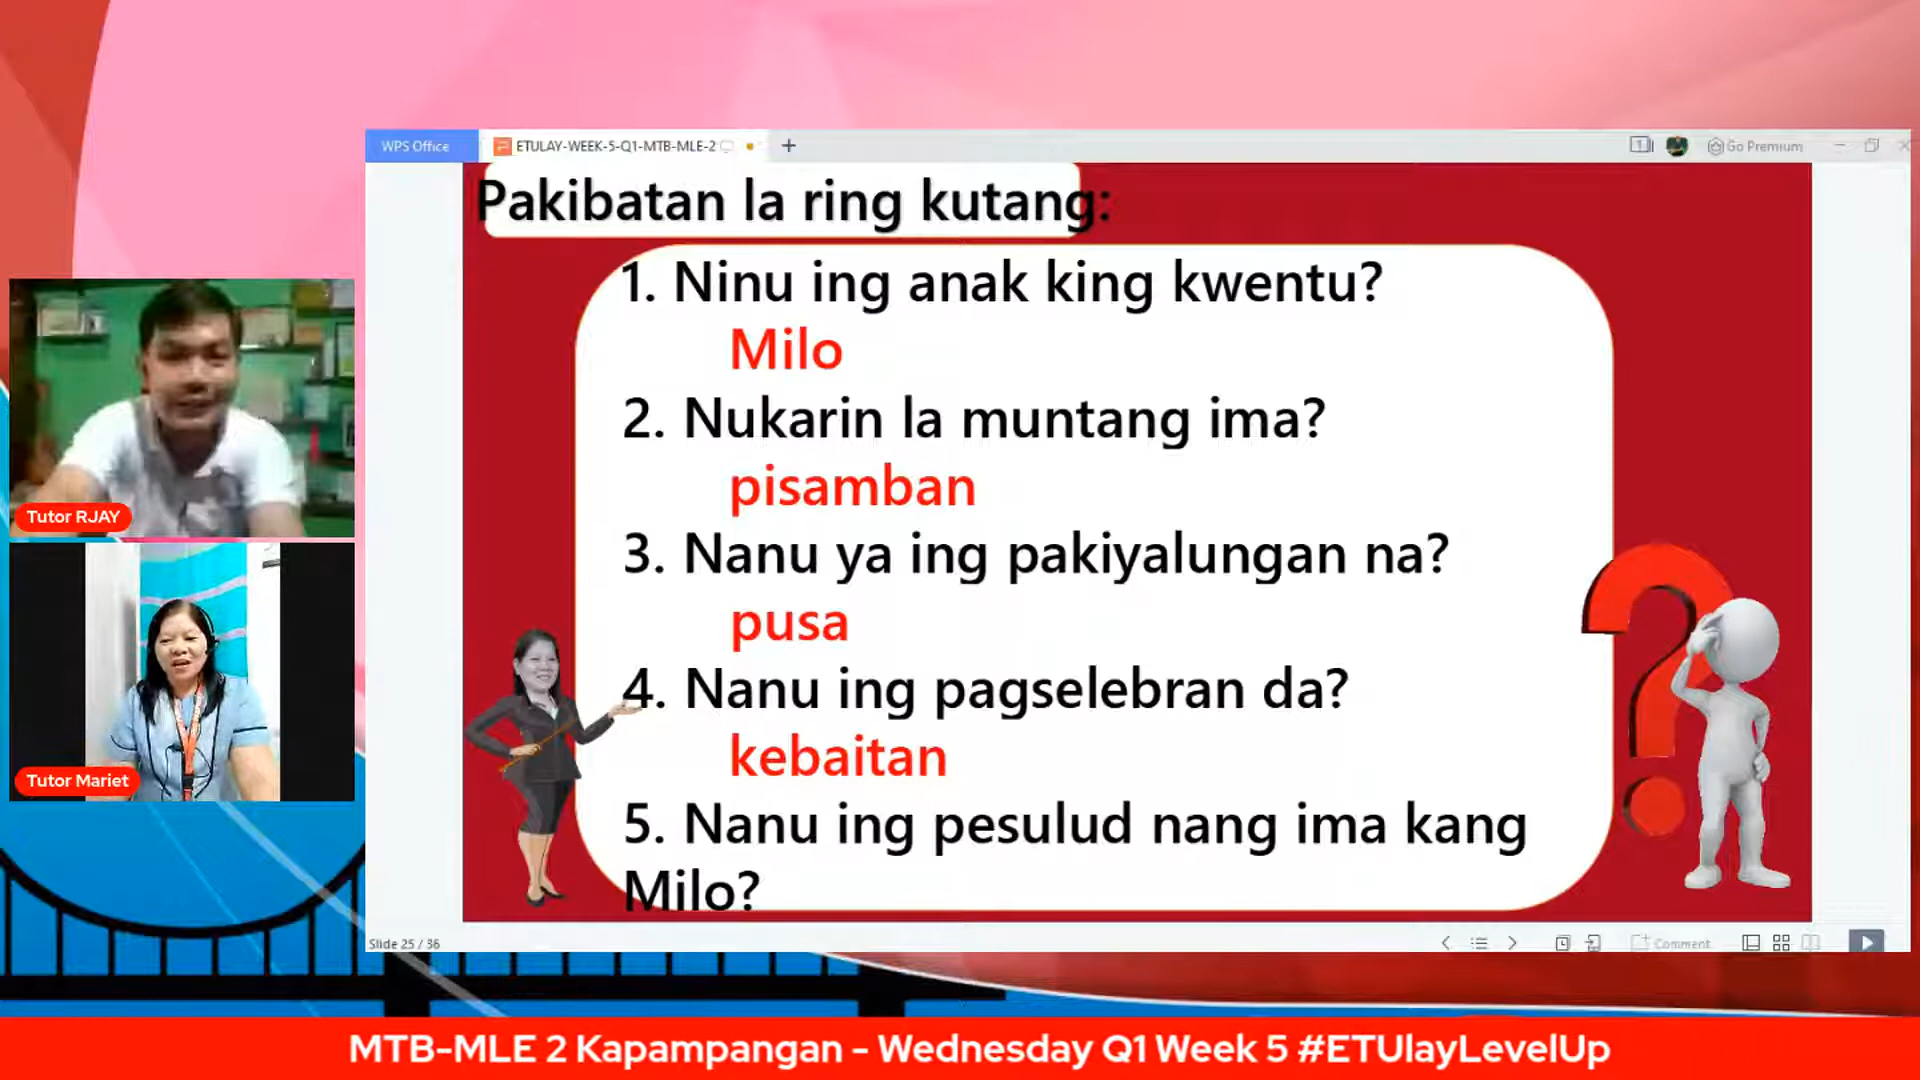 WPS Office
ETULAY-WEEK-5-Q1-MTB-MLE-2
Go Premium
Pakibatan la ring kutang:
1. Ninu ing anak king kwentu?
Milo
2. Nukarin la muntang ima?
pisamban
3. Nanu ya ing pakiyalungan na?
pusa
4. Nanu ing pagselebran da?
kebaitan
5. Nanu ing pesulud nang ima kang
Milo?
Tutor RJAY
Tutor Mariet
Slide 25 / 36
Comment
MTB-MLE 2 Kapampangan - Wednesday Q1 Week 5 #ETUlayLevelUp